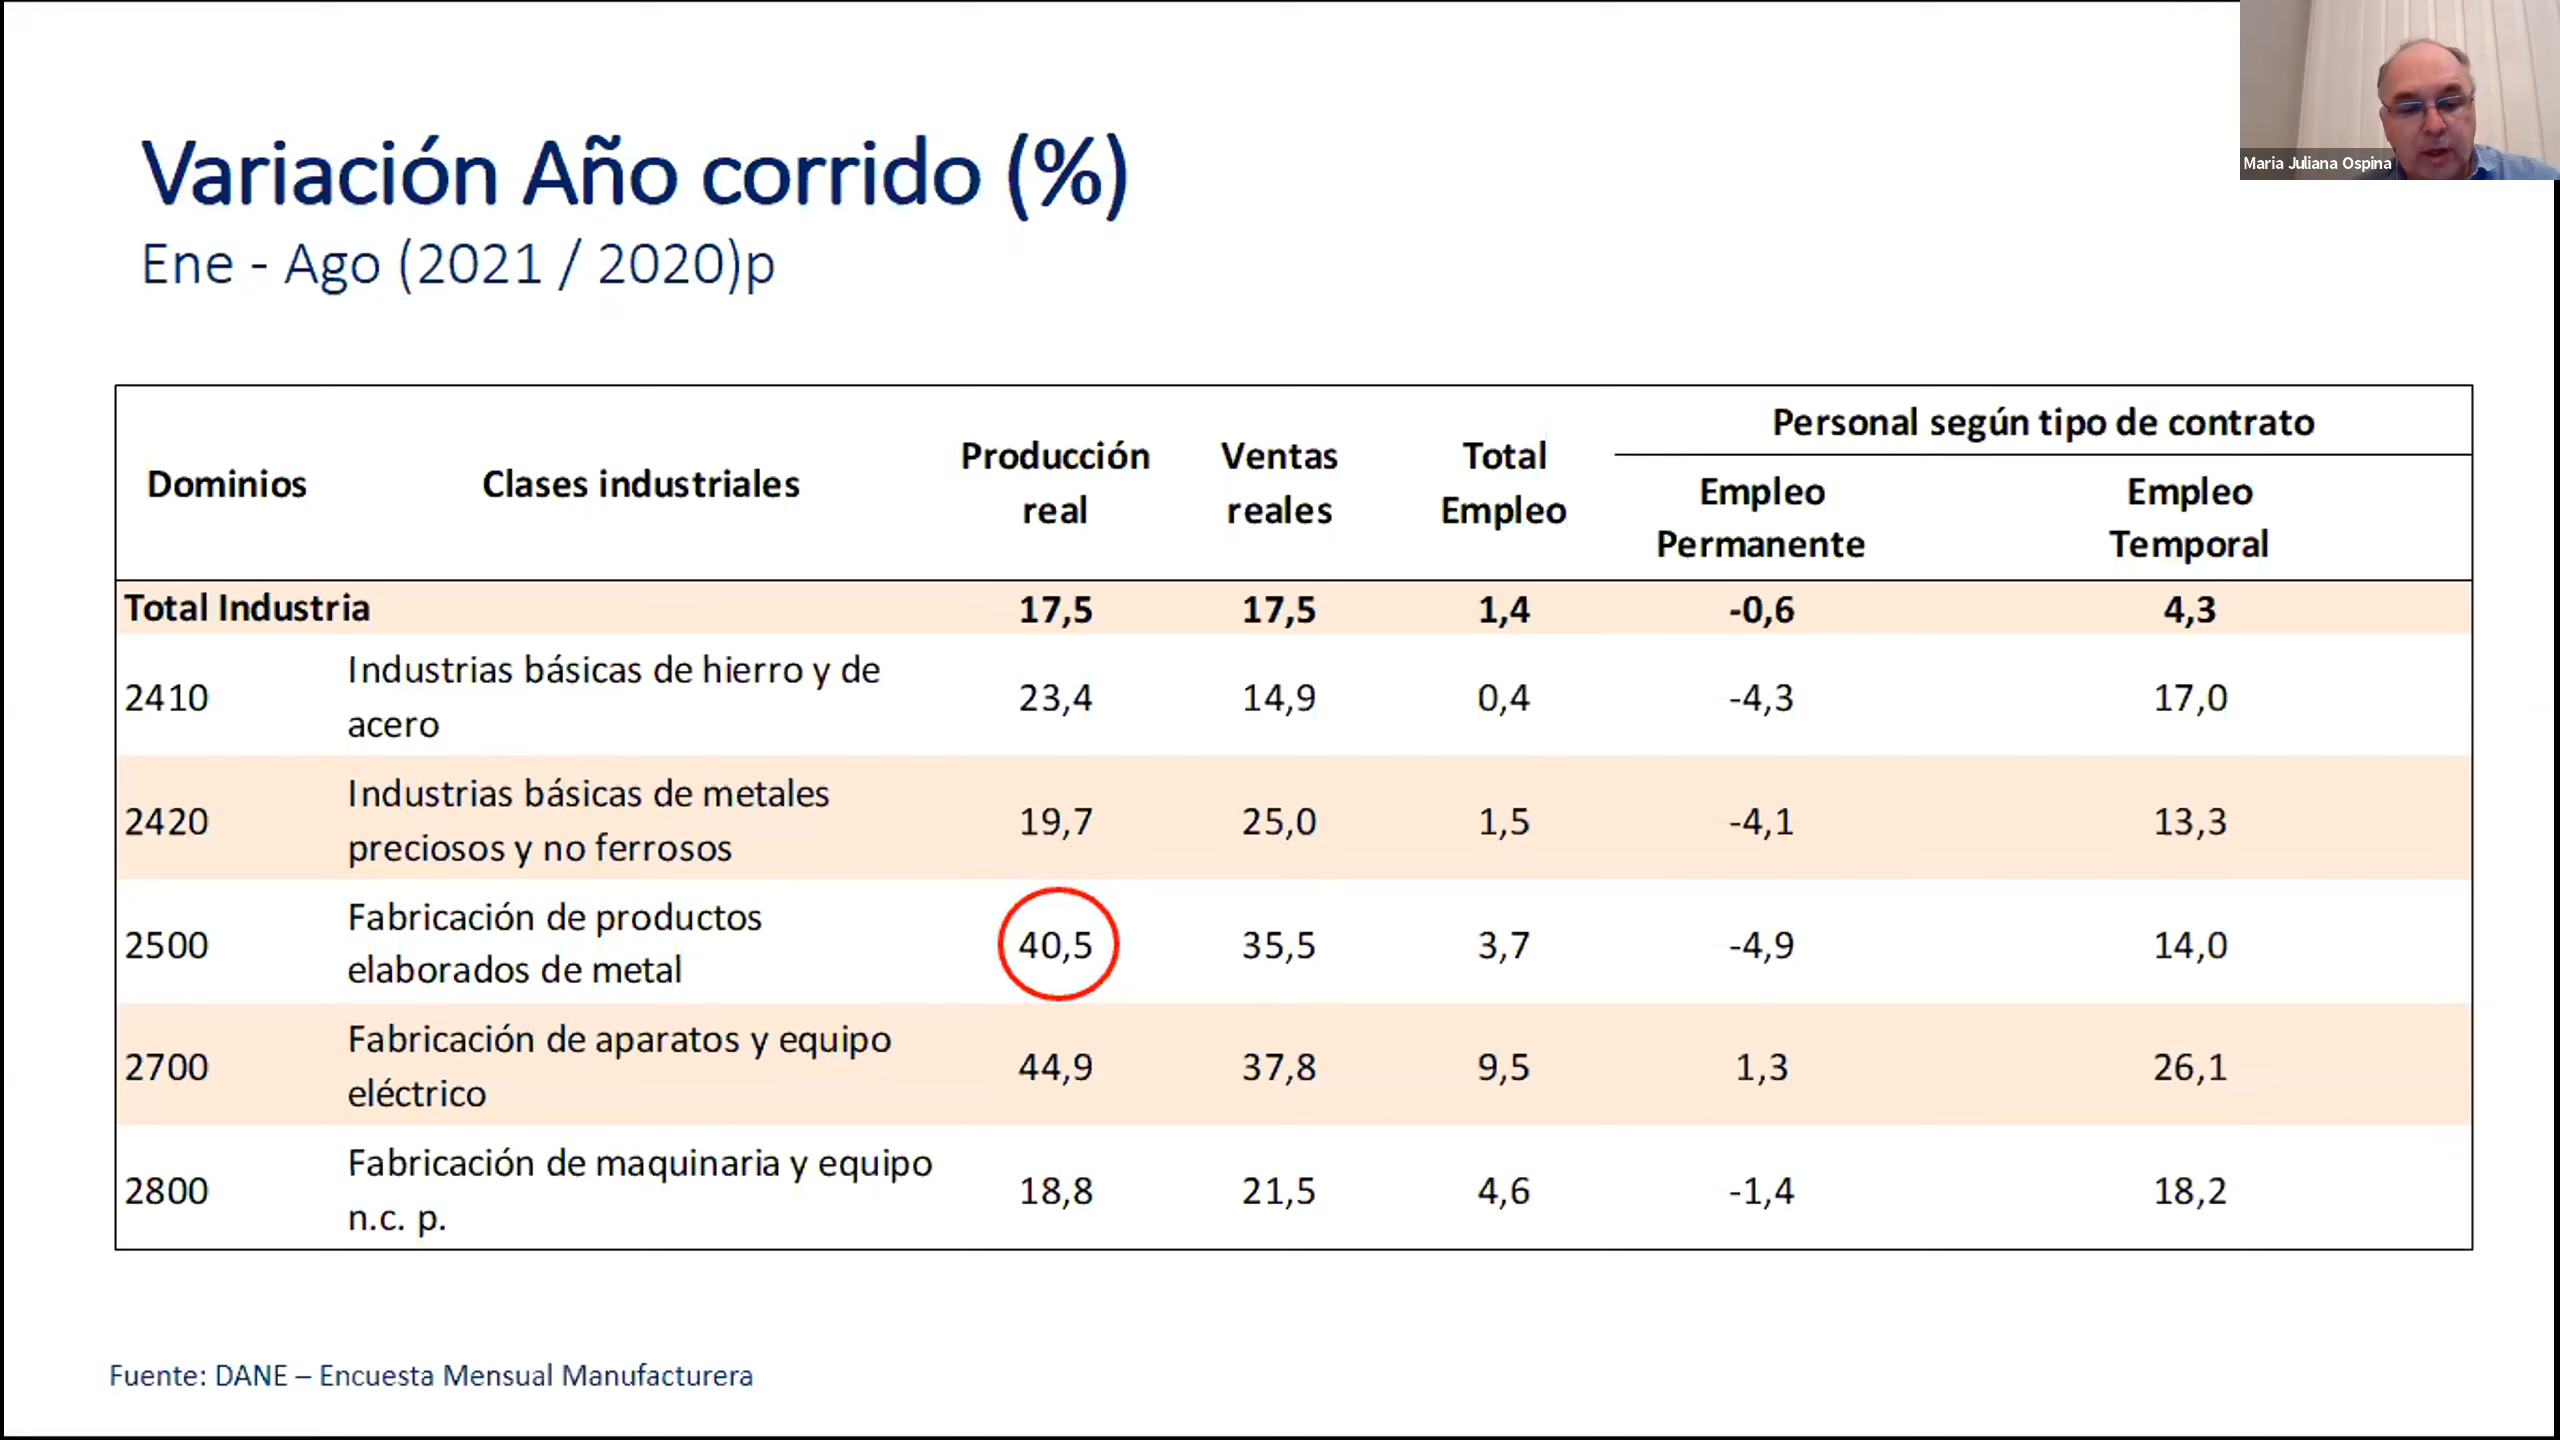 Maria Juliana Ospina
Variación Año corrido (%)
Ene - Ago (2021 / 2020)p
Dominios Clases industriales Producción real Ventas reales Total Empleo Personal según tipo de contrato
Empleo Permanente Empleo Temporal
Total Industria 17,5 17,5 1,4 -0,6 4,3
2410 Industrias básicas de hierro y de acero 23,4 14,9 0,4 -4,3 17,0
2420 Industrias básicas de metales preciosos y no ferrosos 19,7 25,0 1,5 -4,1 13,3
2500 Fabricación de productos elaborados de metal 40,5 35,5 3,7 -4,9 14,0
2700 Fabricación de aparatos y equipo eléctrico 44,9 37,8 9,5 1,3 26,1
2800 Fabricación de maquinaria y equipo n.c. p. 18,8 21,5 4,6 -1,4 18,2
Fuente: DANE – Encuesta Mensual Manufacturera